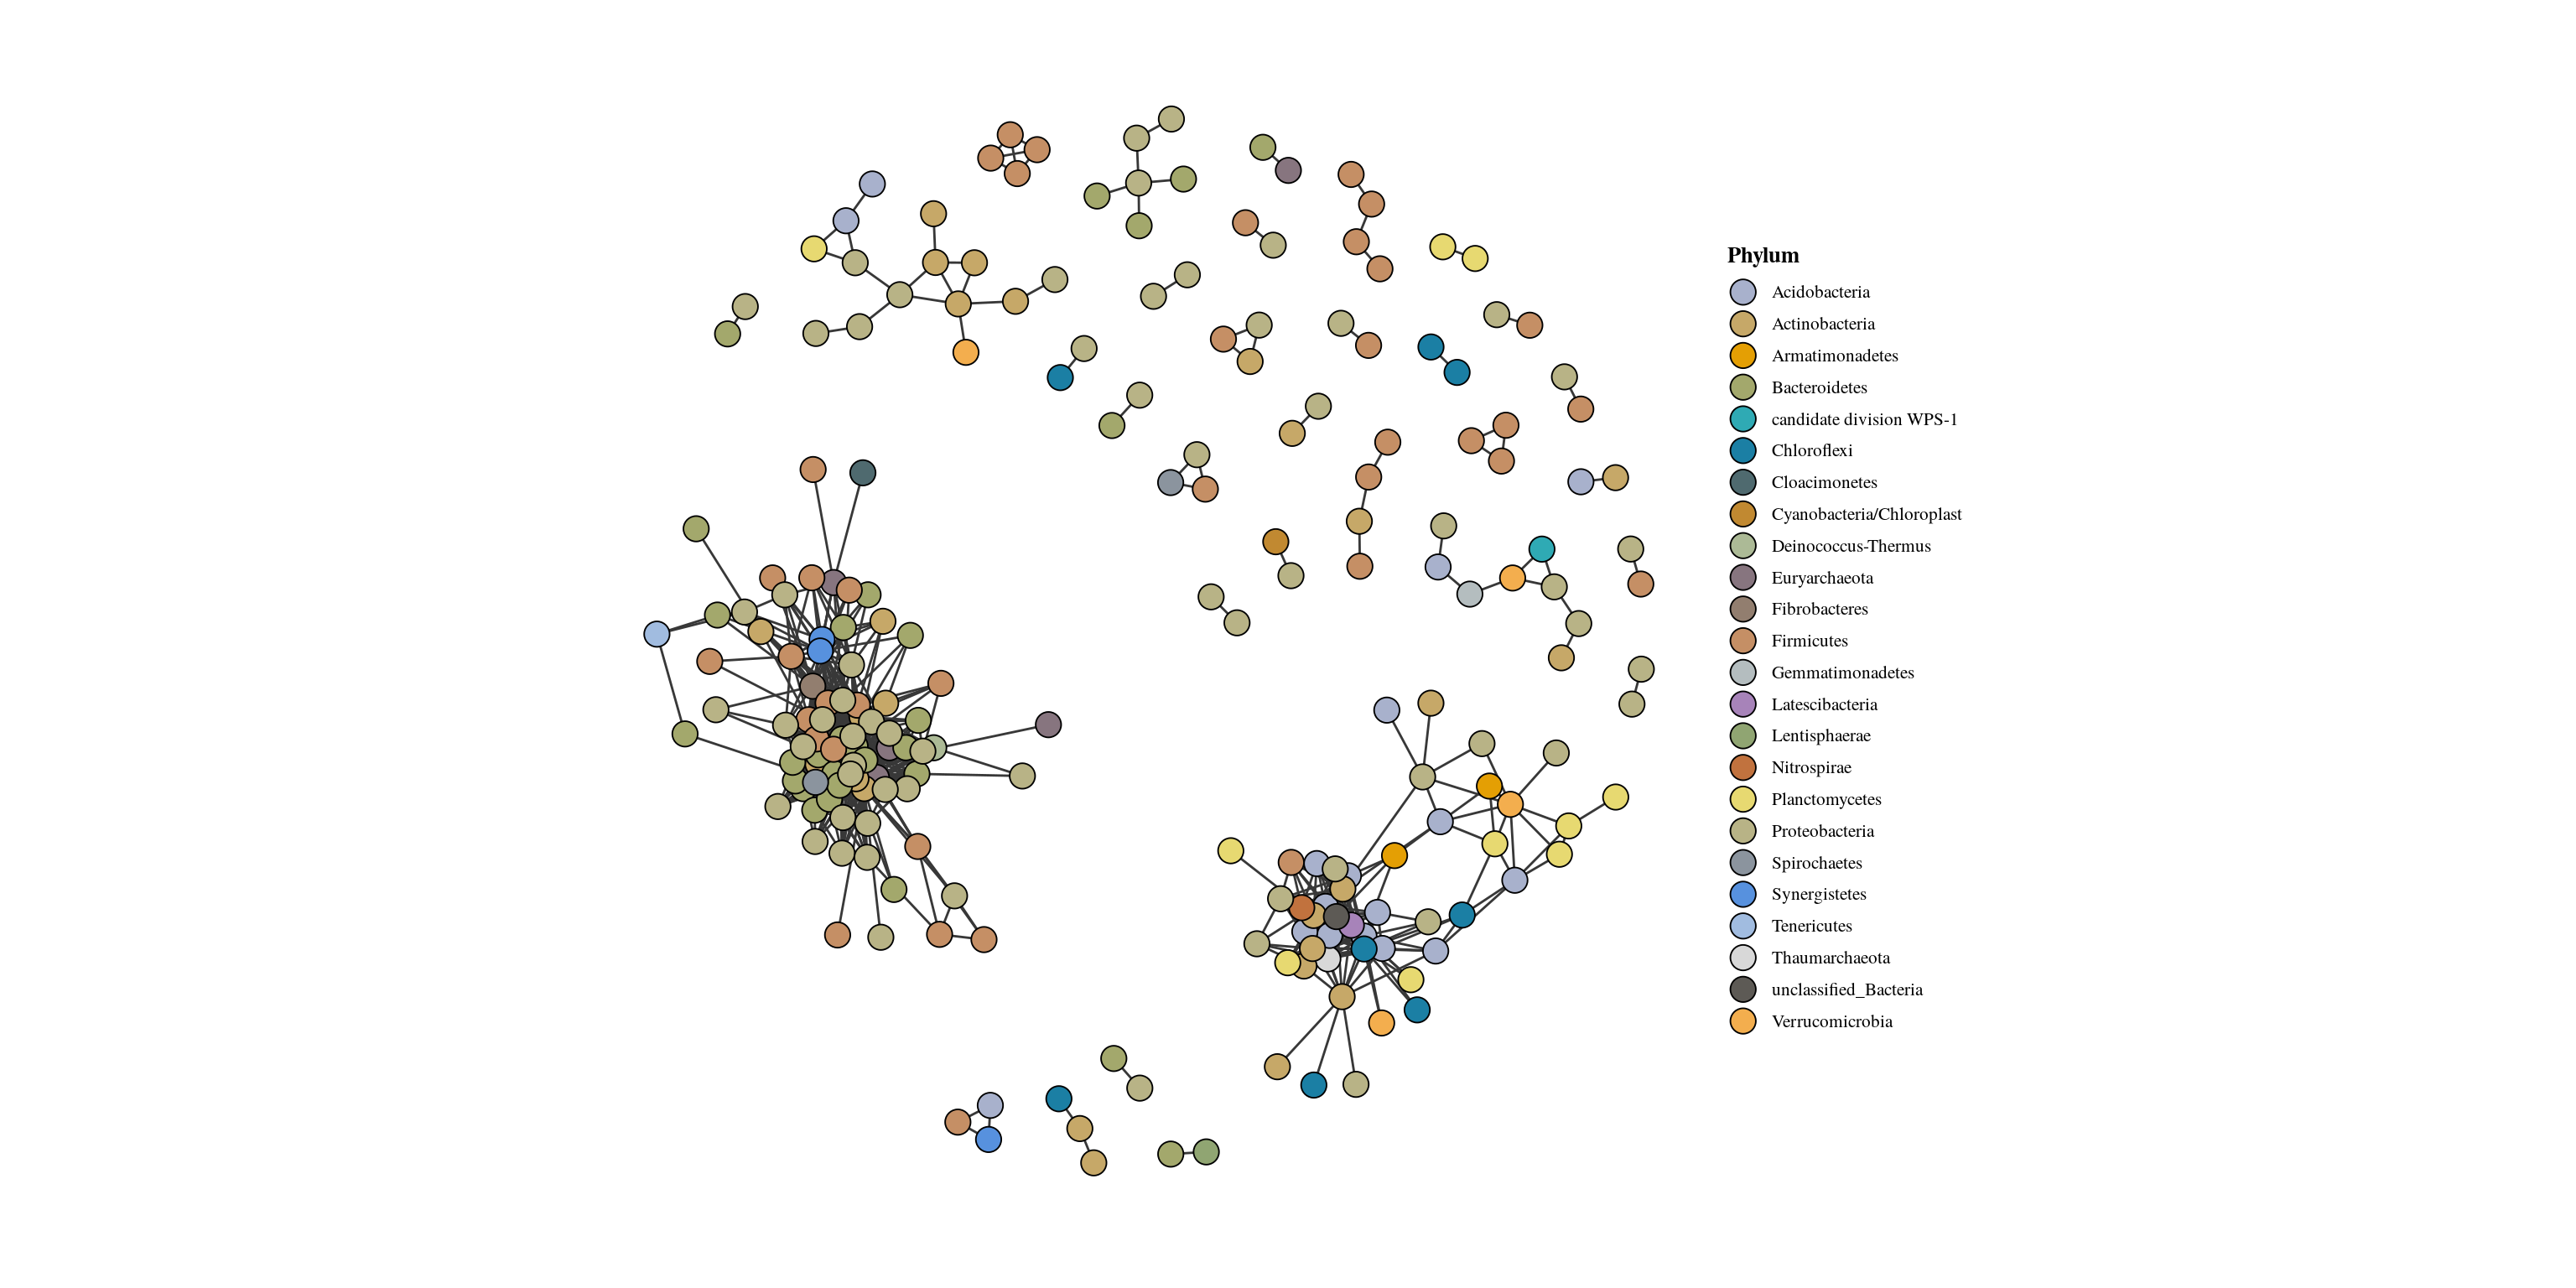 Phylum
Acidobacteria
Actinobacteria
Armatimonadetes
Bacteroidetes
candidate division WPS-1
Chloroflexi
Cloacimonetes
Cyanobacteria/Chloroplast
Deinococcus-Thermus
Euryarchaeota
Fibrobacteres
Firmicutes
Gemmatimonadetes
Latescibacteria
Lentisphaerae
Nitrospirae
Planctomycetes
Proteobacteria
Spirochaetes
Synergistetes
Tenericutes
Thaumarchaeota
unclassified_Bacteria
Verrucomicrobia